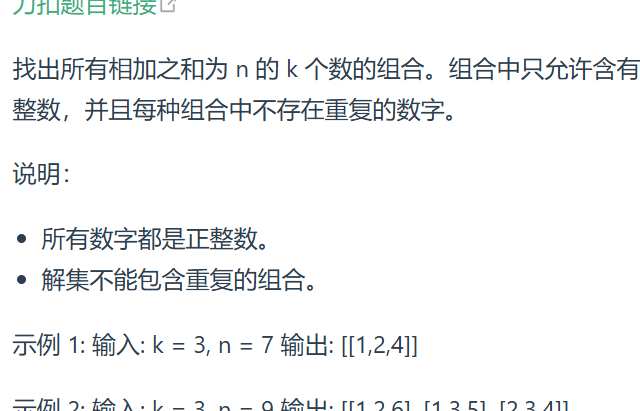 力扣题目链接
找出所有相加之和为 n 的 k 个数的组合。组合中只允许含有
整数，并且每种组合中不存在重复的数字。
说明：
所有数字都是正整数。
解集不能包含重复的组合。
示例 1: 输入: k = 3, n = 7 输出: [[1,2,4]]
示例 2: 输入: k = 3, n = 9 输出: [[1,2,6], [1,3,5], [2,3,4]]